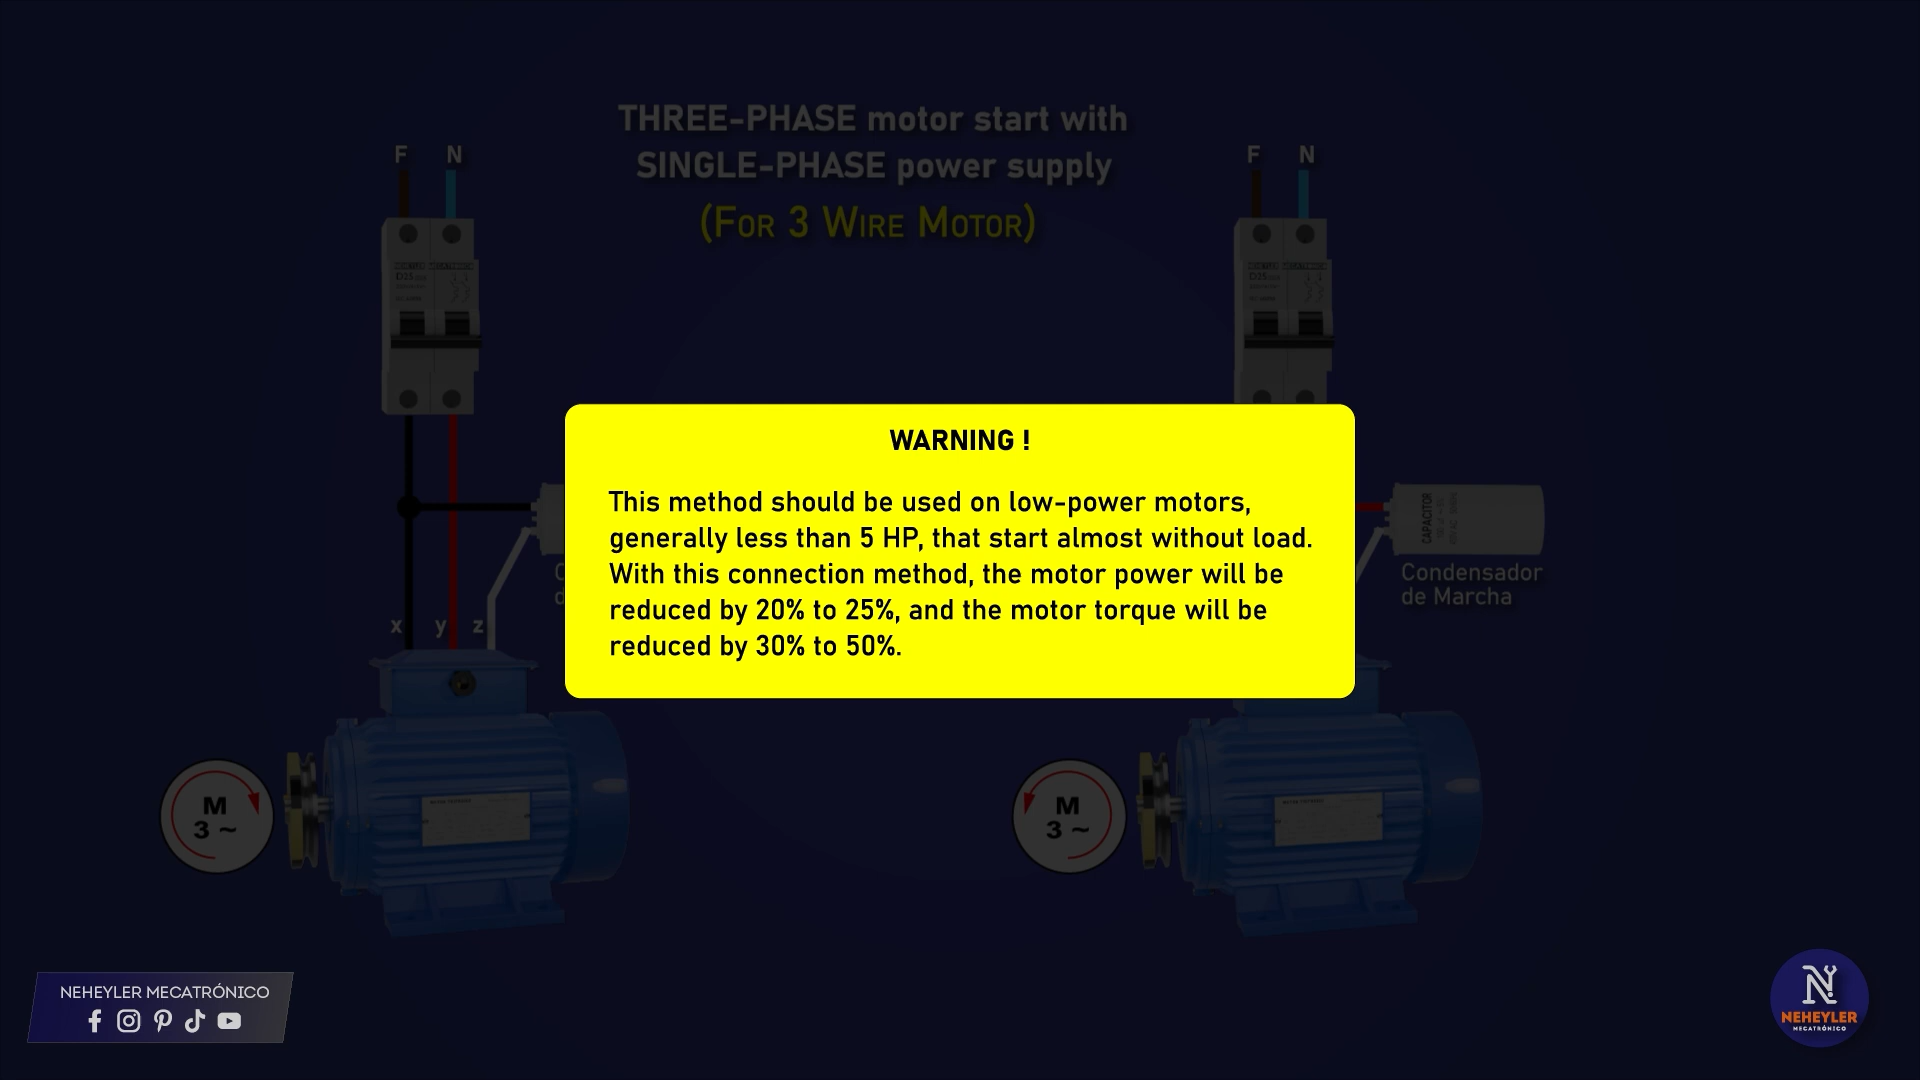 THREE-PHASE motor start with
SINGLE-PHASE power supply
(FOR 3 WIRE MOTOR)
F N
F N
D25
D25
WARNING !
This method should be used on low-power motors,
generally less than 5 HP, that start almost without load.
With this connection method, the motor power will be
reduced by 20% to 25%, and the motor torque will be
reduced by 30% to 50%.
CAPACITOR
Condensador
de Marcha
x y z
M
3 ~
M
3 ~
NEHEYLER MECATRÓNICO
NEHEYLER
MECATRÓNICO